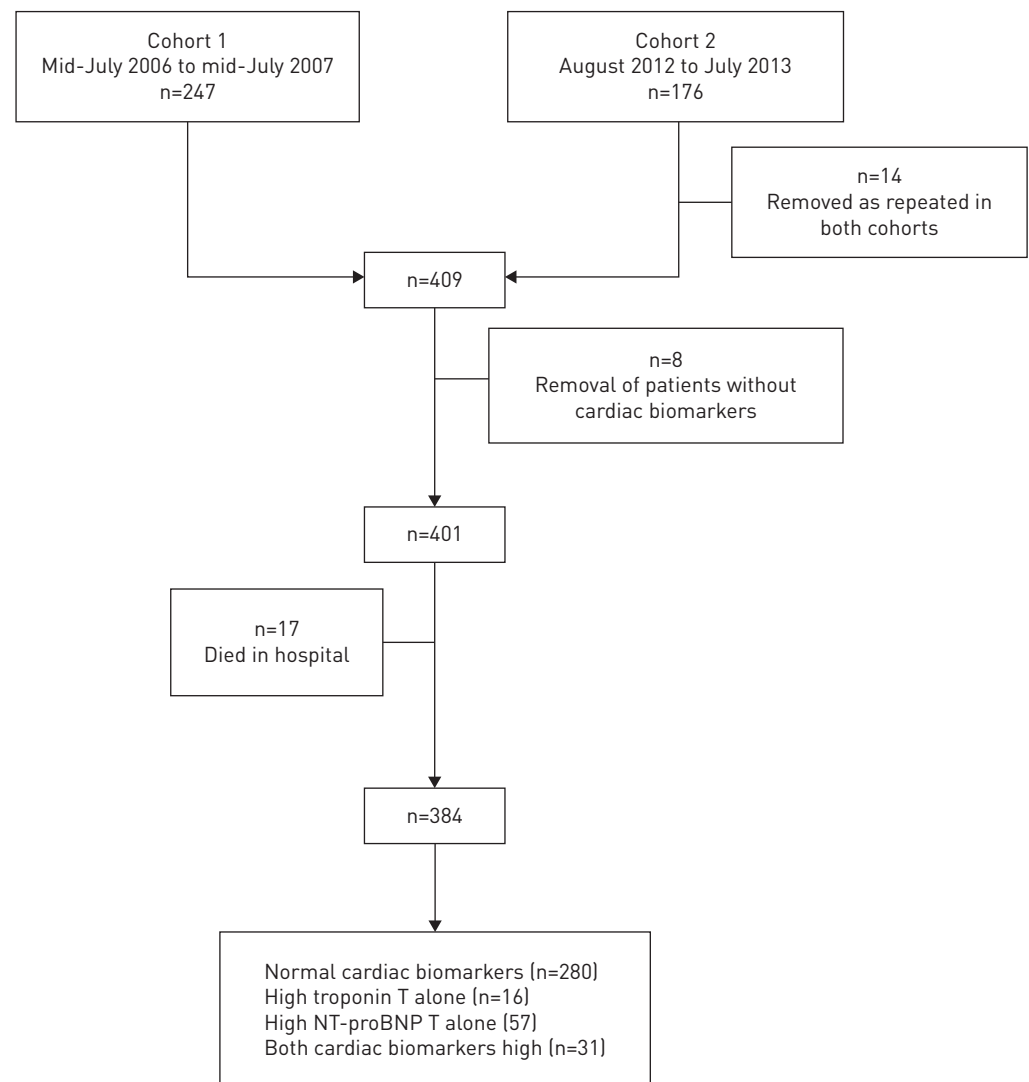 Cohort 1
Mid-July 2006 to mid-July 2007
n=247
Cohort 2
August 2012 to July 2013
n=176
n=14
Removed as repeated in
both cohorts
n=409
n=8
Removal of patients without
cardiac biomarkers
n=401
n=17
Died in hospital
n=384
Normal cardiac biomarkers (n=280)
High troponin T alone (n=16)
High NT-proBNP T alone (57)
Both cardiac biomarkers high (n=31)